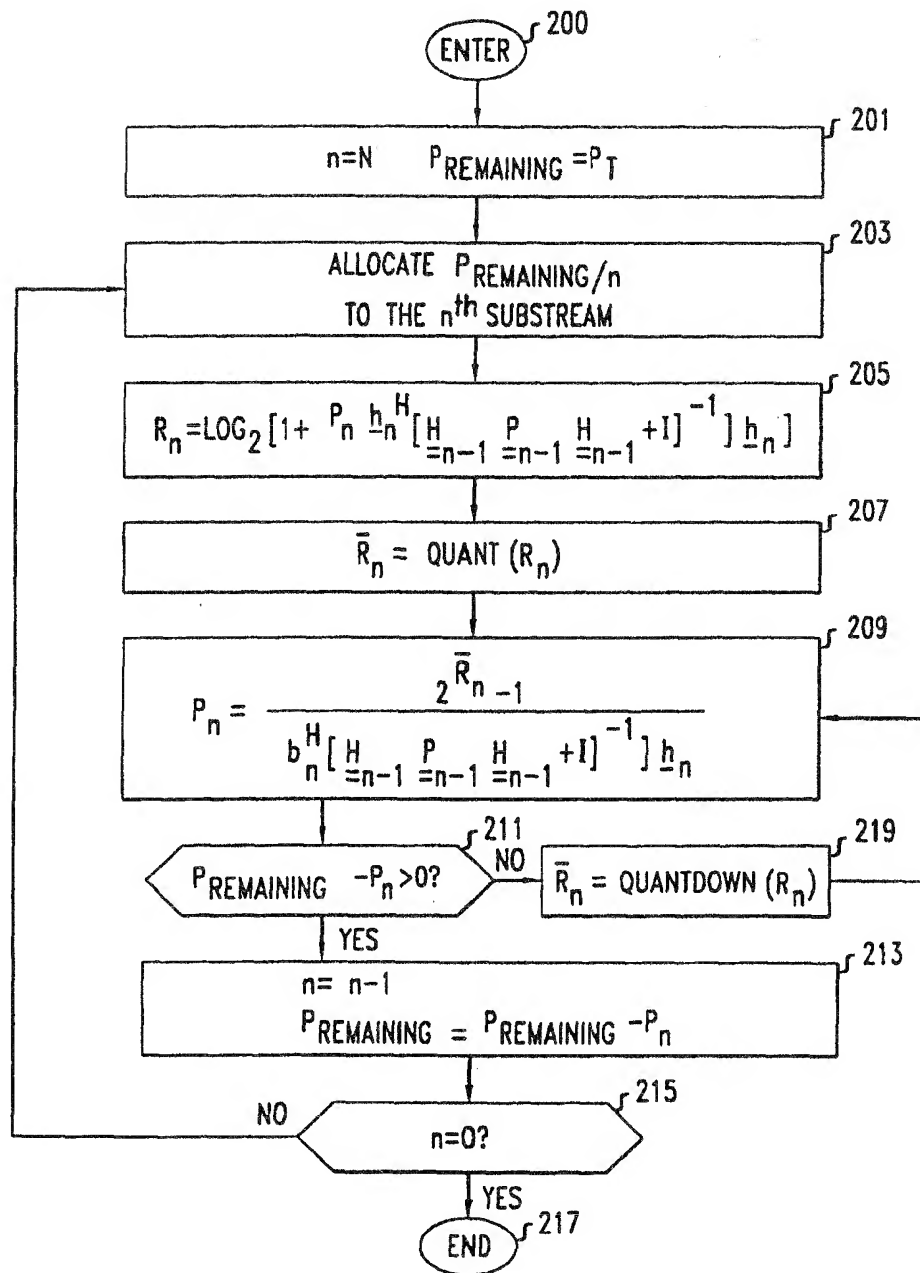 200
ENTER
201
n=N P_REMAINING =P_T
203
ALLOCATE P_REMAINING/n
TO THE n^th SUBSTREAM
205
R_n=LOG_2[1+ P_n h_n^H[H_n-1 P_n-1 H_n-1 +I]^-1] h_n]
207
R̄_n = QUANT (R_n)
209
P_n = 2^R̄_n -1
b_n^H[H_n-1 P_n-1 H_n-1 +I]^-1] h_n
211
P_REMAINING -P_n>0?
NO
219
R̄_n = QUANTDOWN (R_n)
YES
213
n= n-1
P_REMAINING = P_REMAINING -P_n
NO
215
n=0?
YES
217
END